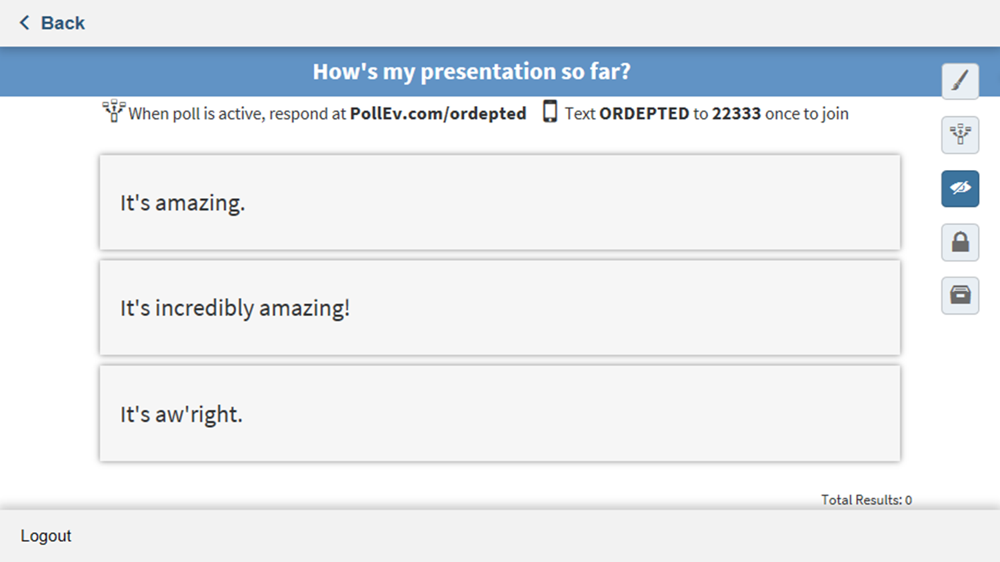 Back
How's my presentation so far?
When poll is active, respond at PollEv.com/ordepted Text ORDEPTED to 22333 once to join
It's amazing.
It's incredibly amazing!
It's aw'right.
Total Results: 0
Logout